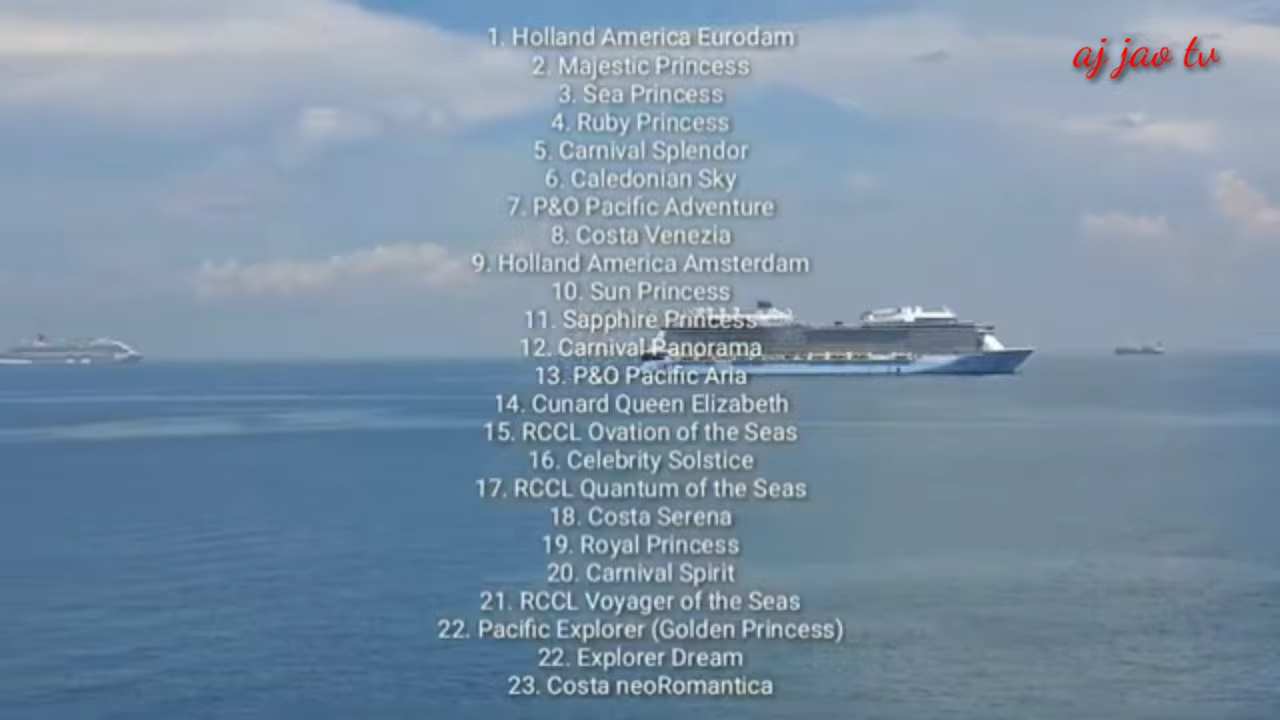 1. Holland America Eurodam
aj jao tv
2. Majestic Princess
3. Sea Princess
4. Ruby Princess
5. Carnival Splendor
6. Caledonian Sky
7. P&O Pacific Adventure
8. Costa Venezia
9. Holland America Amsterdam
10. Sun Princess
11. Sapphire Princess
12. Carnival Panorama
13. P&O Pacific Aria
14. Cunard Queen Elizabeth
15. RCCL Ovation of the Seas
16. Celebrity Solstice
17. RCCL Quantum of the Seas
18. Costa Serena
19. Royal Princess
20. Carnival Spirit
21. RCCL Voyager of the Seas
22. Pacific Explorer (Golden Princess)
22. Explorer Dream
23. Costa neoRomantica